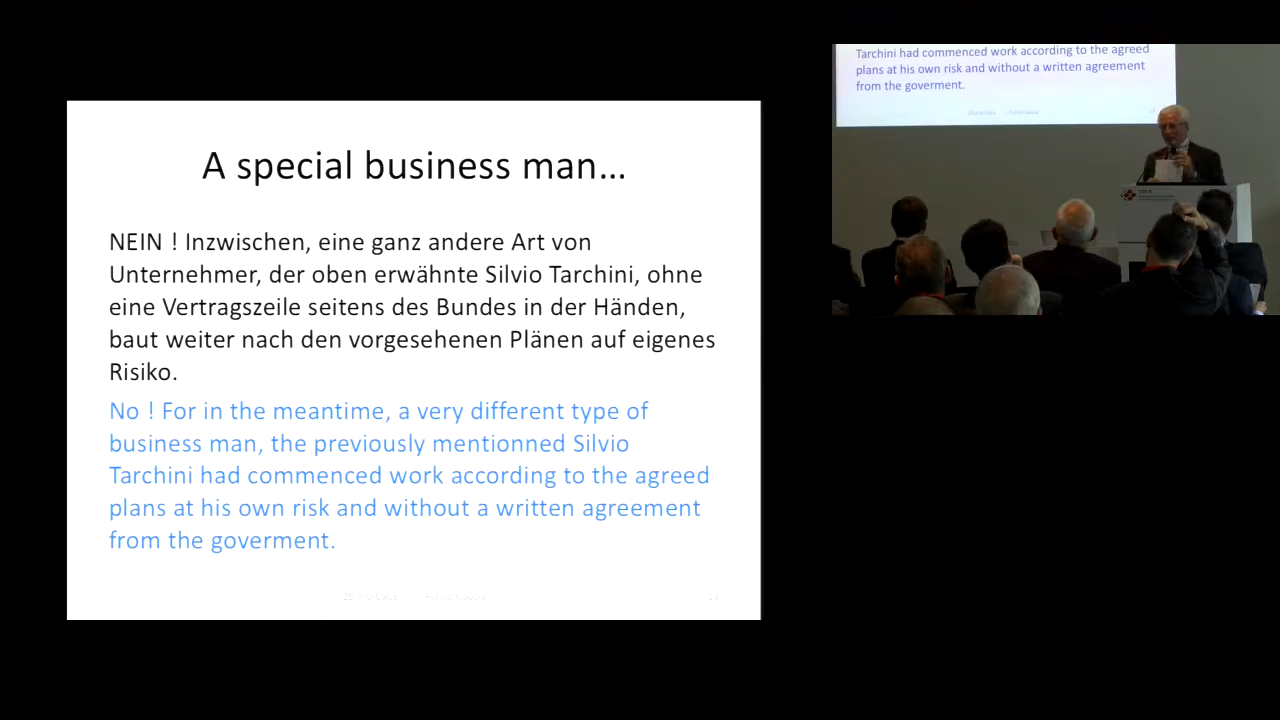 A special business man...
NEIN ! Inzwischen, eine ganz andere Art von
Unternehmer, der oben erwähnte Silvio Tarchini, ohne
eine Vertragszeile seitens des Bundes in der Händen,
baut weiter nach den vorgesehenen Plänen auf eigenes
Risiko.
No ! For in the meantime, a very different type of
business man, the previously mentionned Silvio
Tarchini had commenced work according to the agreed
plans at his own risk and without a written agreement
from the goverment.
Tarchini had commenced work according to the agreed
plans at his own risk and without a written agreement
from the goverment.
CSCS